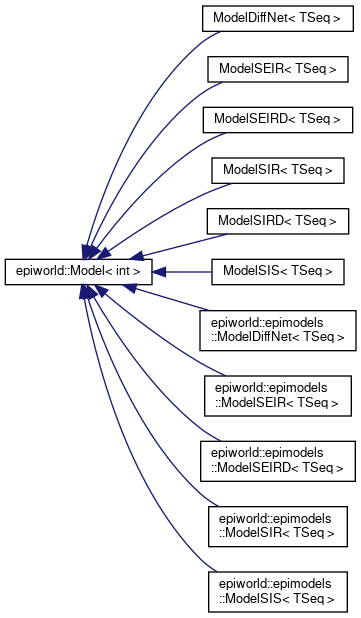 ModelDiffNet< TSeq >
ModelSEIR< TSeq >
ModelSEIRD< TSeq >
ModelSIR< TSeq >
ModelSIRD< TSeq >
epiworld::Model< int >
ModelSIS< TSeq >
epiworld::epimodels
::ModelDiffNet< TSeq >
epiworld::epimodels
::ModelSEIR< TSeq >
epiworld::epimodels
::ModelSEIRD< TSeq >
epiworld::epimodels
::ModelSIR< TSeq >
epiworld::epimodels
::ModelSIS< TSeq >